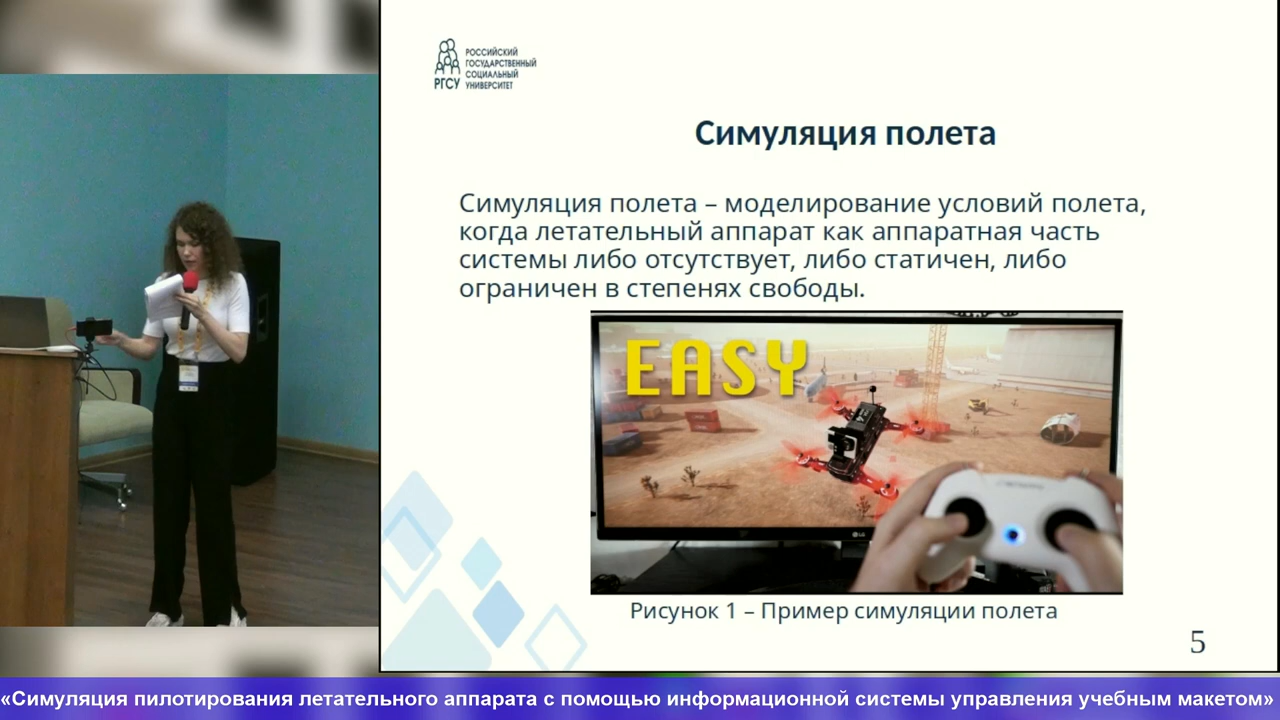 РОССИЙСКИЙ
ГОСУДАРСТВЕННЫЙ
СОЦИАЛЬНЫЙ
УНИВЕРСИТЕТ
РГСУ
Симуляция полета
Симуляция полета – моделирование условий полета,
когда летательный аппарат как аппаратная часть
системы либо отсутствует, либо статичен, либо
ограничен в степенях свободы.
EASY
LG
Рисунок 1 – Пример симуляции полета
5
«Симуляция пилотирования летательного аппарата с помощью информационной системы управления учебным макетом»